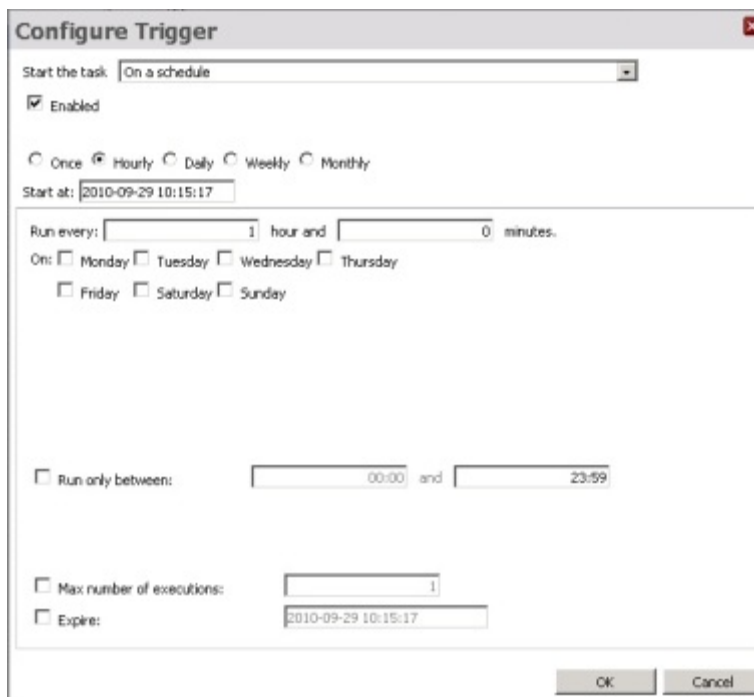 Configure Trigger
Start the task On a schedule
Enabled
Once Hourly Daily Weekly Monthly
Start at: 2010-09-29 10:15:17
Run every: 1 hour and 0 minutes.
On: Monday Tuesday Wednesday Thursday
Friday Saturday Sunday
Run only between: 00:00 and 23:59
Max number of executions: 1
Expire: 2010-09-29 10:15:17
OK Cancel